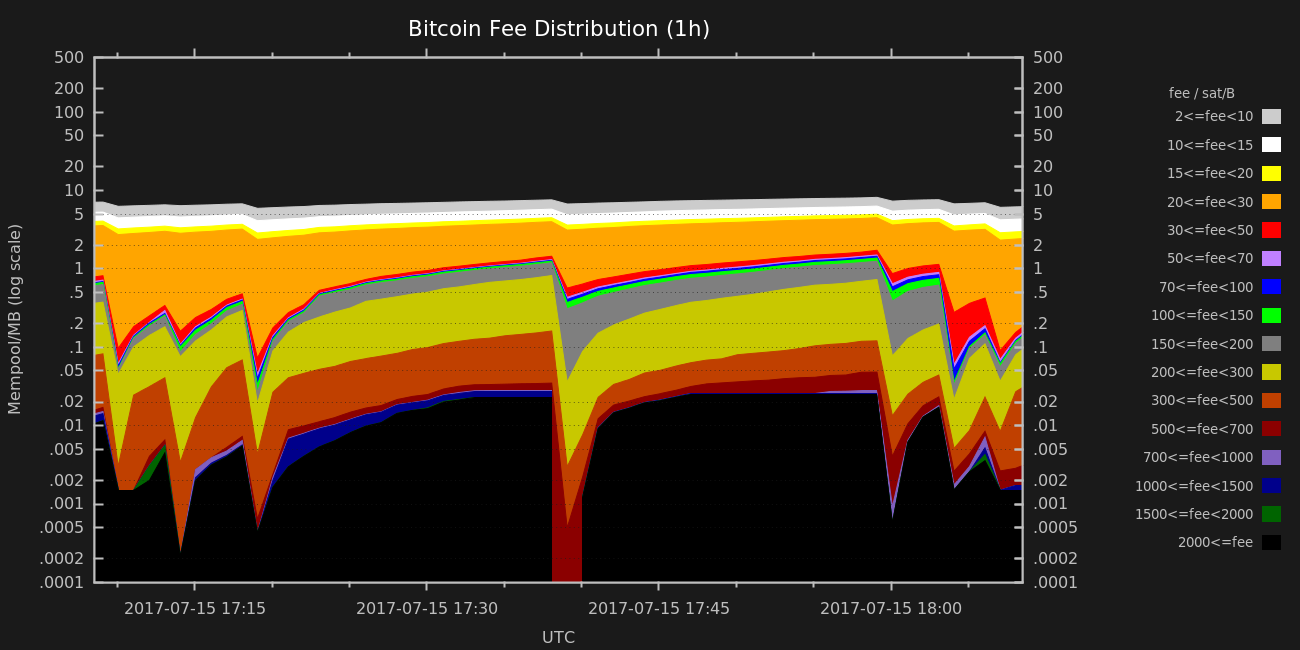 Bitcoin Fee Distribution (1h)
500 500
200 200
100 100
50 50
20 20
10 10
5 5
2 2
1 1
.5 .5
.2 .2
.1 .1
.05 .05
.02 .02
.01 .01
.005 .005
.002 .002
.001 .001
.0005 .0005
.0002 .0002
.0001 .0001
Mempool/MB (log scale)
2017-07-15 17:15 2017-07-15 17:30 2017-07-15 17:45 2017-07-15 18:00
UTC
fee / sat/B
2<=fee<10
10<=fee<15
15<=fee<20
20<=fee<30
30<=fee<50
50<=fee<70
70<=fee<100
100<=fee<150
150<=fee<200
200<=fee<300
300<=fee<500
500<=fee<700
700<=fee<1000
1000<=fee<1500
1500<=fee<2000
2000<=fee